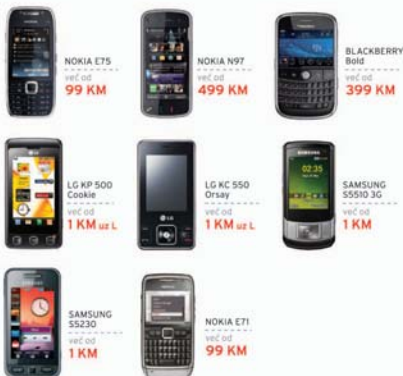 NOKIA E75
već od
99 KM
NOKIA N97
već od
499 KM
BLACKBERRY
Bold
već od
399 KM
LG KP 500
Cookie
već od
1 KM uz L
LG KC 550
Orsay
već od
1 KM uz L
SAMSUNG
S5510 3G
već od
1 KM
SAMSUNG
S5230
već od
1 KM
NOKIA E71
već od
99 KM